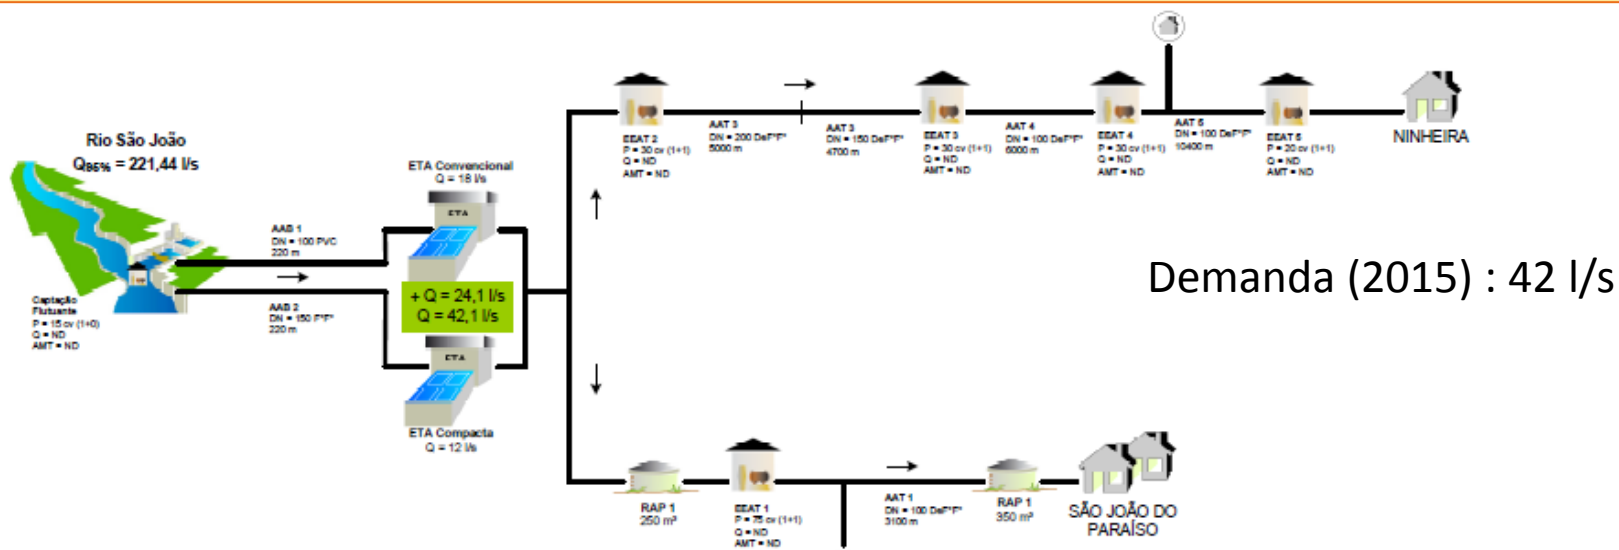 Rio São João
Q95% = 221,44 l/s
Captação
Flutuante
P = 15 cv (1+0)
Q = ND
AMT = ND
AAB 1
DN = 100 PVC
220 m
AAB 2
DN = 150 FºFº
220 m
ETA Convencional
Q = 18 l/s
ETA
+ Q = 24,1 l/s
Q = 42,1 l/s
ETA
ETA Compacta
Q = 12 l/s
EEAT 2
P = 30 cv (1+1)
Q = ND
AMT = ND
AAT 3
DN = 200 DeFºFº
5000 m
AAT 3
DN = 150 DeFºFº
4700 m
EEAT 3
P = 30 cv (1+1)
Q = ND
AMT = ND
AAT 4
DN = 100 DeFºFº
6000 m
EEAT 4
P = 30 cv (1+1)
Q = ND
AMT = ND
AAT 5
DN = 100 DeFºFº
10400 m
EEAT 5
P = 20 cv (1+1)
Q = ND
AMT = ND
NINHEIRA
Demanda (2015) : 42 l/s
RAP 1
250 m³
EEAT 1
P = 75 cv (1+1)
Q = ND
AMT = ND
AAT 1
DN = 100 DeFºFº
3100 m
RAP 1
350 m³
SÃO JOÃO DO
PARAÍSO